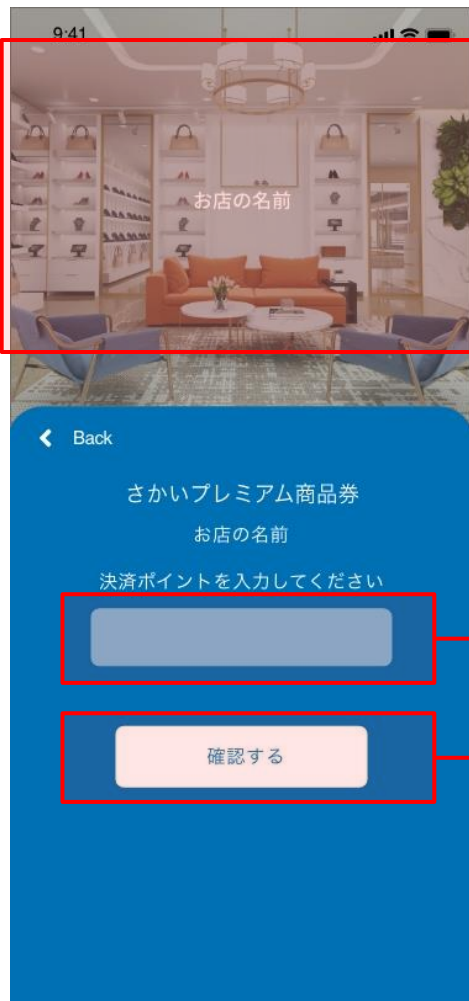 9:41
お店の名前
Back
さかいプレミアム商品券
お店の名前
決済ポイントを入力してください
確認する